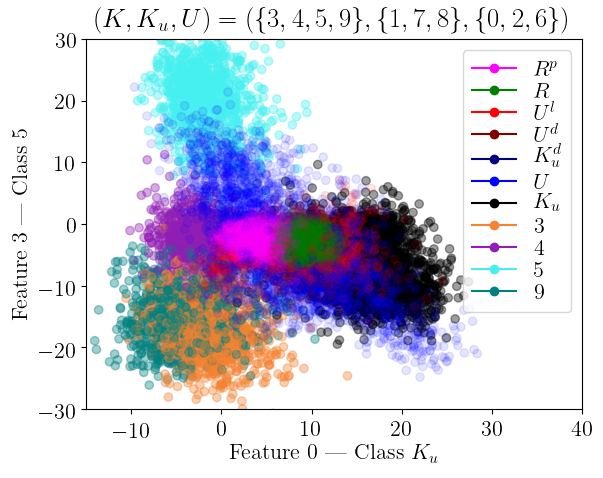 (K, K_u, U) = ({3, 4, 5, 9}, {1, 7, 8}, {0, 2, 6})
30
20
10
0
−10
−20
−30
Feature 3 — Class 5
R^p
R
U^l
U^d
K_u^d
U
K_u
3
4
5
9
−10 0 10 20 30 40
Feature 0 — Class K_u